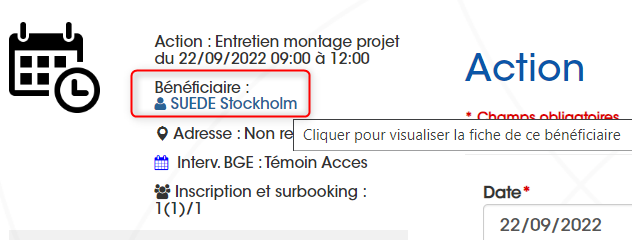 Action : Entretien montage projet
du 22/09/2022 09:00 à 12:00
Bénéficiaire :
SUEDE Stockholm
Adresse : Non
Cliquer pour visualiser la fiche de ce bénéficiaire
Interv. BGE : Témoin Acces
Inscription et surbooking :
1(1)/1
Action
* Champs obligatoires
Date*
22/09/2022